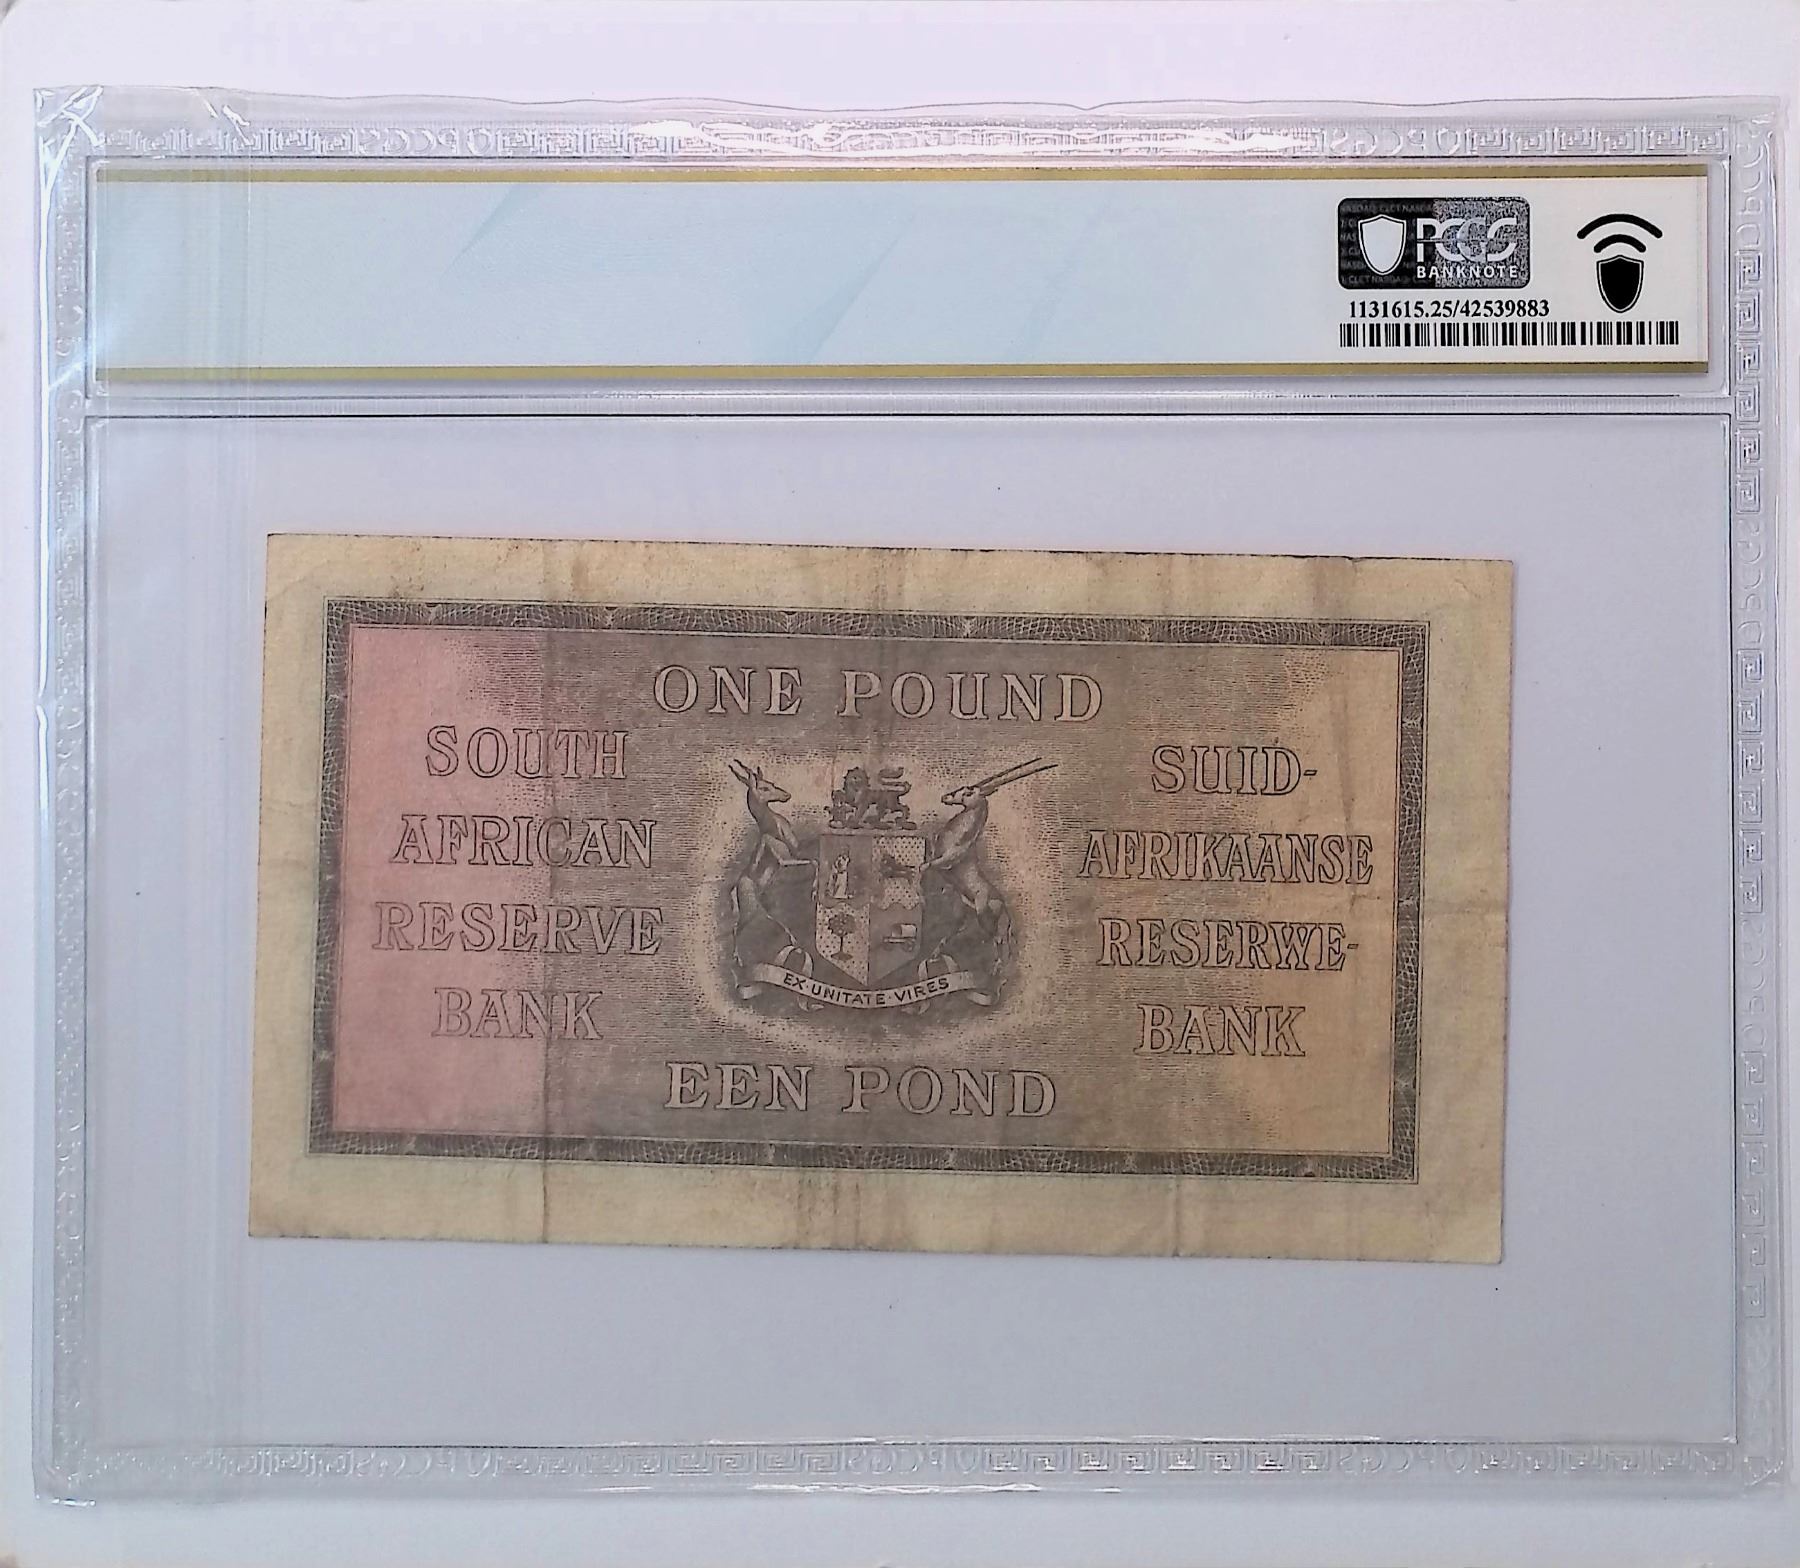 PCGS
BANKNOTE
1131615.25/42539883
ONE POUND
SOUTH
AFRICAN
RESERVE
BANK
SUID-
AFRIKAANSE
RESERWE-
BANK
EX·UNITATE·VIRES
EEN POND